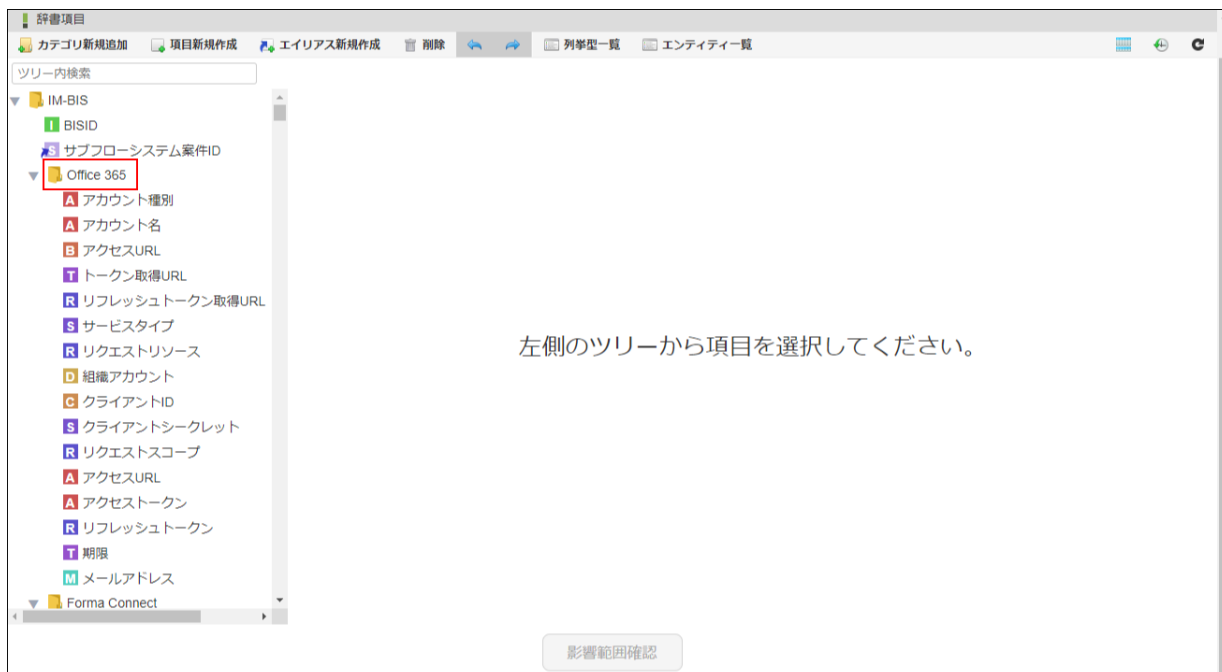 辞書項目
カテゴリ新規追加 項目新規作成 エイリアス新規作成 削除 列挙型一覧 エンティティ一覧
ツリー内検索
IM-BIS
I BISID
S サブフローシステム案件ID
Office 365
A アカウント種別
A アカウント名
B アクセスURL
T トークン取得URL
R リフレッシュトークン取得URL
S サービスタイプ
R リクエストリソース
D 組織アカウント
C クライアントID
S クライアントシークレット
R リクエストスコープ
A アクセスURL
A アクセストークン
R リフレッシュトークン
T 期限
M メールアドレス
Forma Connect
左側のツリーから項目を選択してください。
影響範囲確認